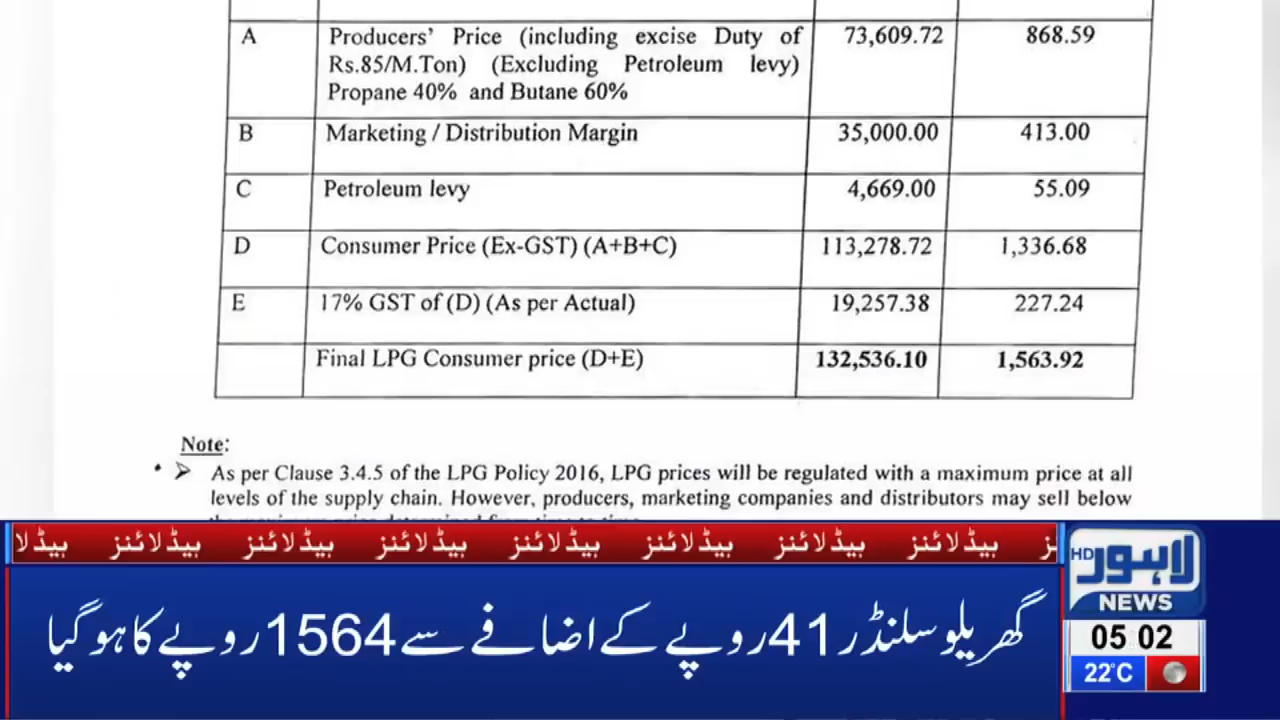 A Producers' Price (including excise Duty of 73,609.72 868.59
Rs.85/M.Ton) (Excluding Petroleum levy)
Propane 40% and Butane 60%
B Marketing / Distribution Margin 35,000.00 413.00
C Petroleum levy 4,669.00 55.09
D Consumer Price (Ex-GST) (A+B+C) 113,278.72 1,336.68
E 17% GST of (D) (As per Actual) 19,257.38 227.24
Final LPG Consumer price (D+E) 132,536.10 1,563.92
Note:
As per Clause 3.4.5 of the LPG Policy 2016, LPG prices will be regulated with a maximum price at all
levels of the supply chain. However, producers, marketing companies and distributors may sell below
ہیڈلائنز ہیڈلائنز ہیڈلائنز ہیڈلائنز ہیڈلائنز ہیڈلائنز ہیڈلائنز
گھریلو سلنڈر 41 روپے کے اضافے سے 1564 روپے کا ہو گیا
HD لاہور
NEWS
05 02
22°C